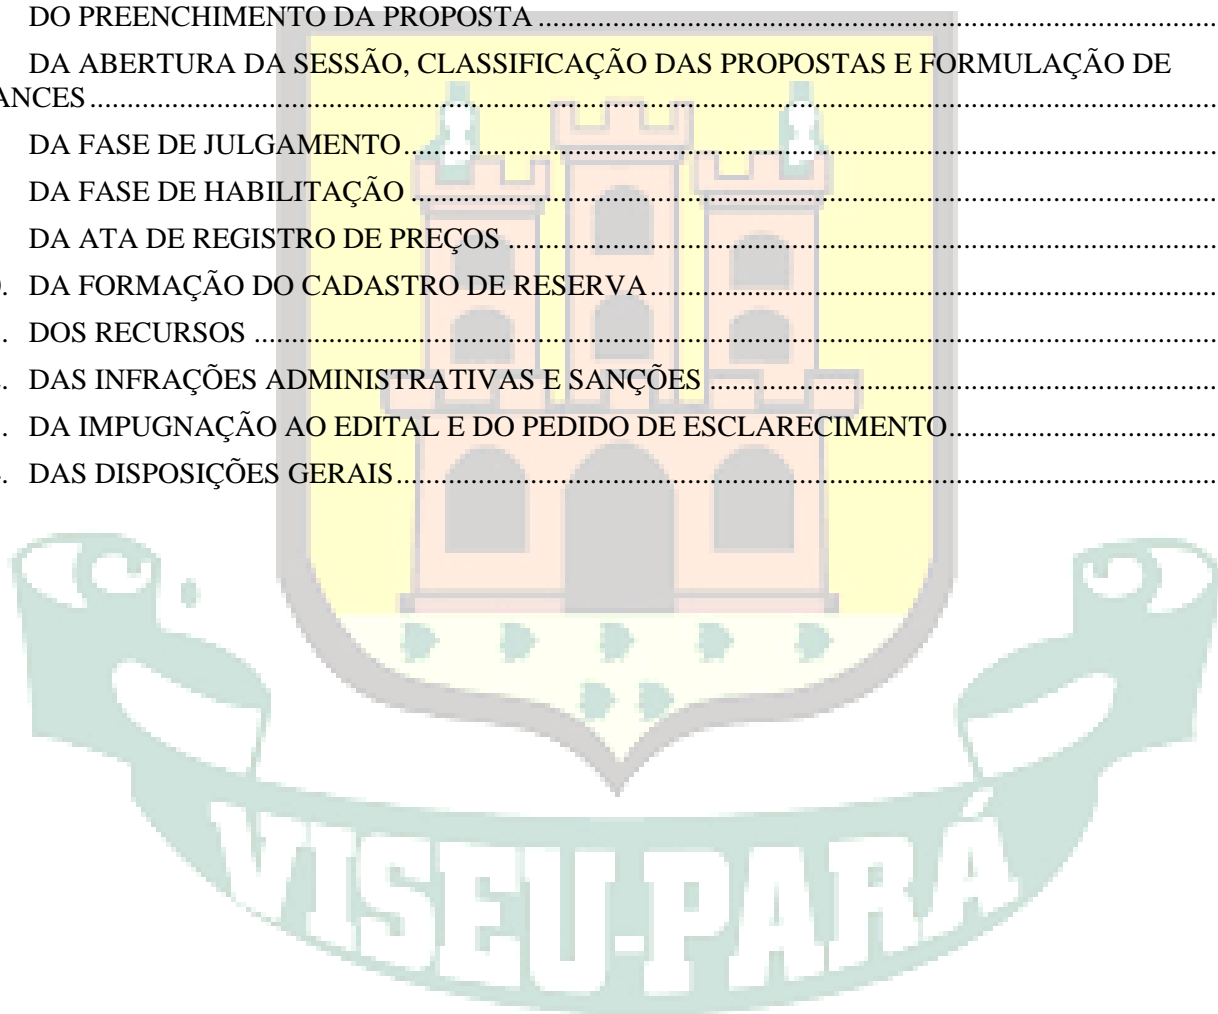 DO PREENCHIMENTO DA PROPOSTA
DA ABERTURA DA SESSÃO, CLASSIFICAÇÃO DAS PROPOSTAS E FORMULAÇÃO DE
ANCES
DA FASE DE JULGAMENTO
DA FASE DE HABILITAÇÃO
DA ATA DE REGISTRO DE PREÇOS
. DA FORMAÇÃO DO CADASTRO DE RESERVA
. DOS RECURSOS
. DAS INFRAÇÕES ADMINISTRATIVAS E SANÇÕES
. DA IMPUGNAÇÃO AO EDITAL E DO PEDIDO DE ESCLARECIMENTO
. DAS DISPOSIÇÕES GERAIS
VISEU-PARÁ